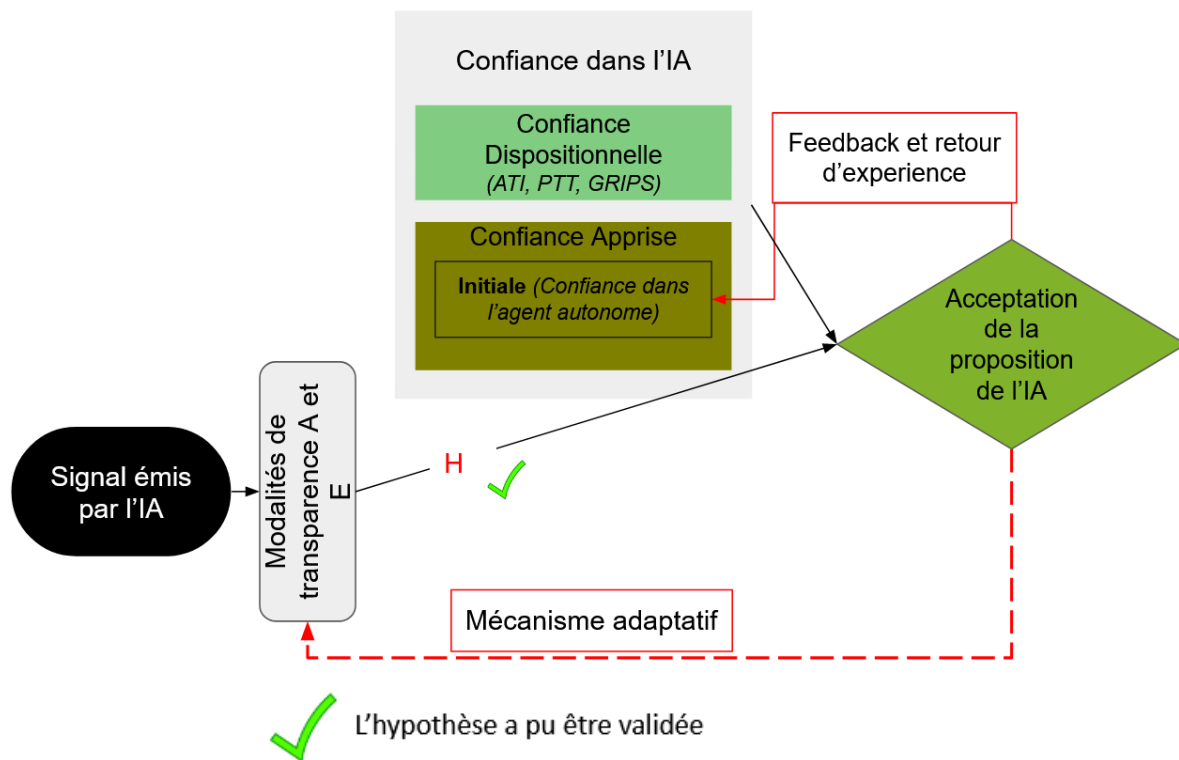 Confiance dans l'IA
Confiance
Dispositionnelle
(ATI, PTT, GRIPS)
Feedback et retour
d'experience
Confiance Apprise
Initiale (Confiance dans
l'agent autonome)
Acceptation
de la
proposition
de l'IA
Signal émis
par l'IA
Modalités de
transparence A et
E
H
Mécanisme adaptatif
L'hypothèse a pu être validée